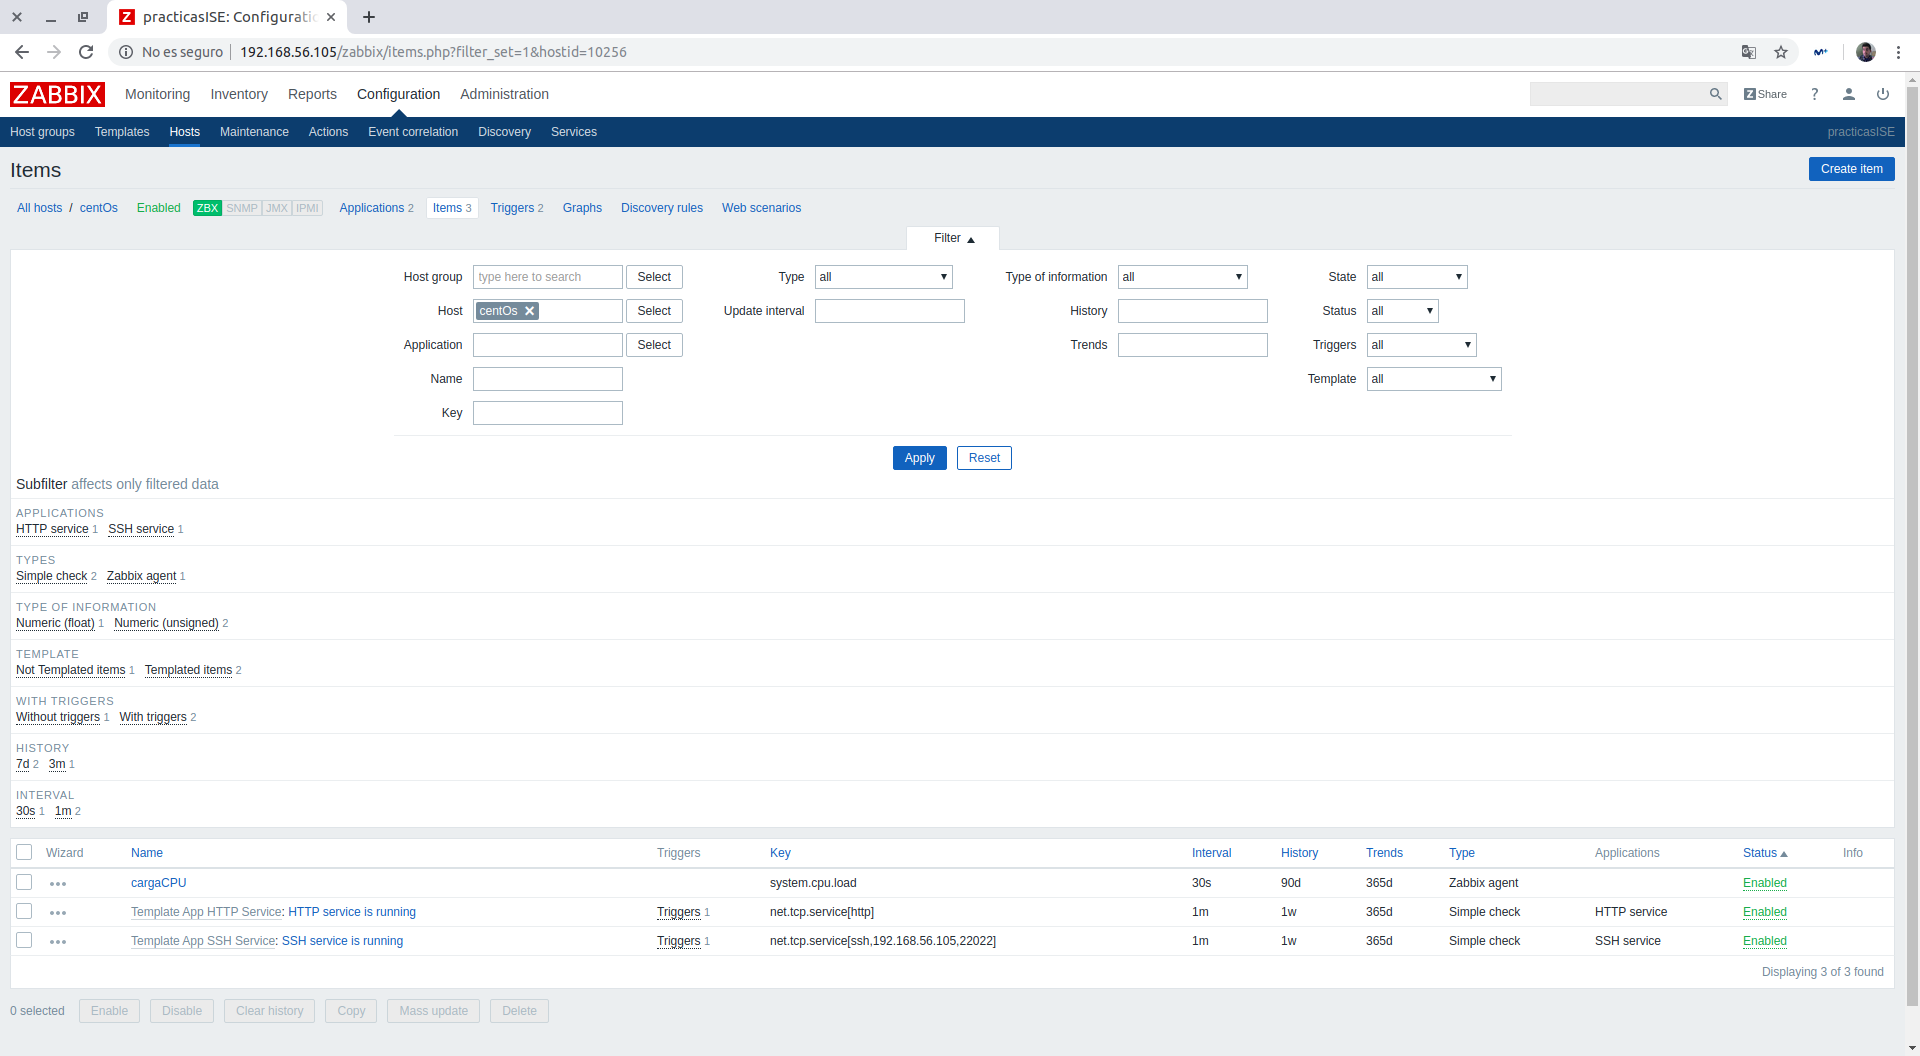 practicasISE: Configuratio
No es seguro 192.168.56.105/zabbix/items.php?filter_set=1&hostid=10256
ZABBIX Monitoring Inventory Reports Configuration Administration Z Share ?
Host groups Templates Hosts Maintenance Actions Event correlation Discovery Services practicasISE
Items Create item
All hosts / centOs Enabled ZBX SNMP JMX IPMI Applications 2 Items 3 Triggers 2 Graphs Discovery rules Web scenarios
Filter
Host group type here to search Select Type all Type of information all State all
Host centOs Select Update interval History Status all
Application Select Trends Triggers all
Name Template all
Key
Apply Reset
Subfilter affects only filtered data
APPLICATIONS
HTTP service 1 SSH service 1
TYPES
Simple check 2 Zabbix agent 1
TYPE OF INFORMATION
Numeric (float) 1 Numeric (unsigned) 2
TEMPLATE
Not Templated items 1 Templated items 2
WITH TRIGGERS
Without triggers 1 With triggers 2
HISTORY
7d 2 3m 1
INTERVAL
30s 1 1m 2
Wizard Name Triggers Key Interval History Trends Type Applications Status Info
cargaCPU system.cpu.load 30s 90d 365d Zabbix agent Enabled
Template App HTTP Service: HTTP service is running Triggers 1 net.tcp.service[http] 1m 1w 365d Simple check HTTP service Enabled
Template App SSH Service: SSH service is running Triggers 1 net.tcp.service[ssh,192.168.56.105,22022] 1m 1w 365d Simple check SSH service Enabled
Displaying 3 of 3 found
0 selected Enable Disable Clear history Copy Mass update Delete